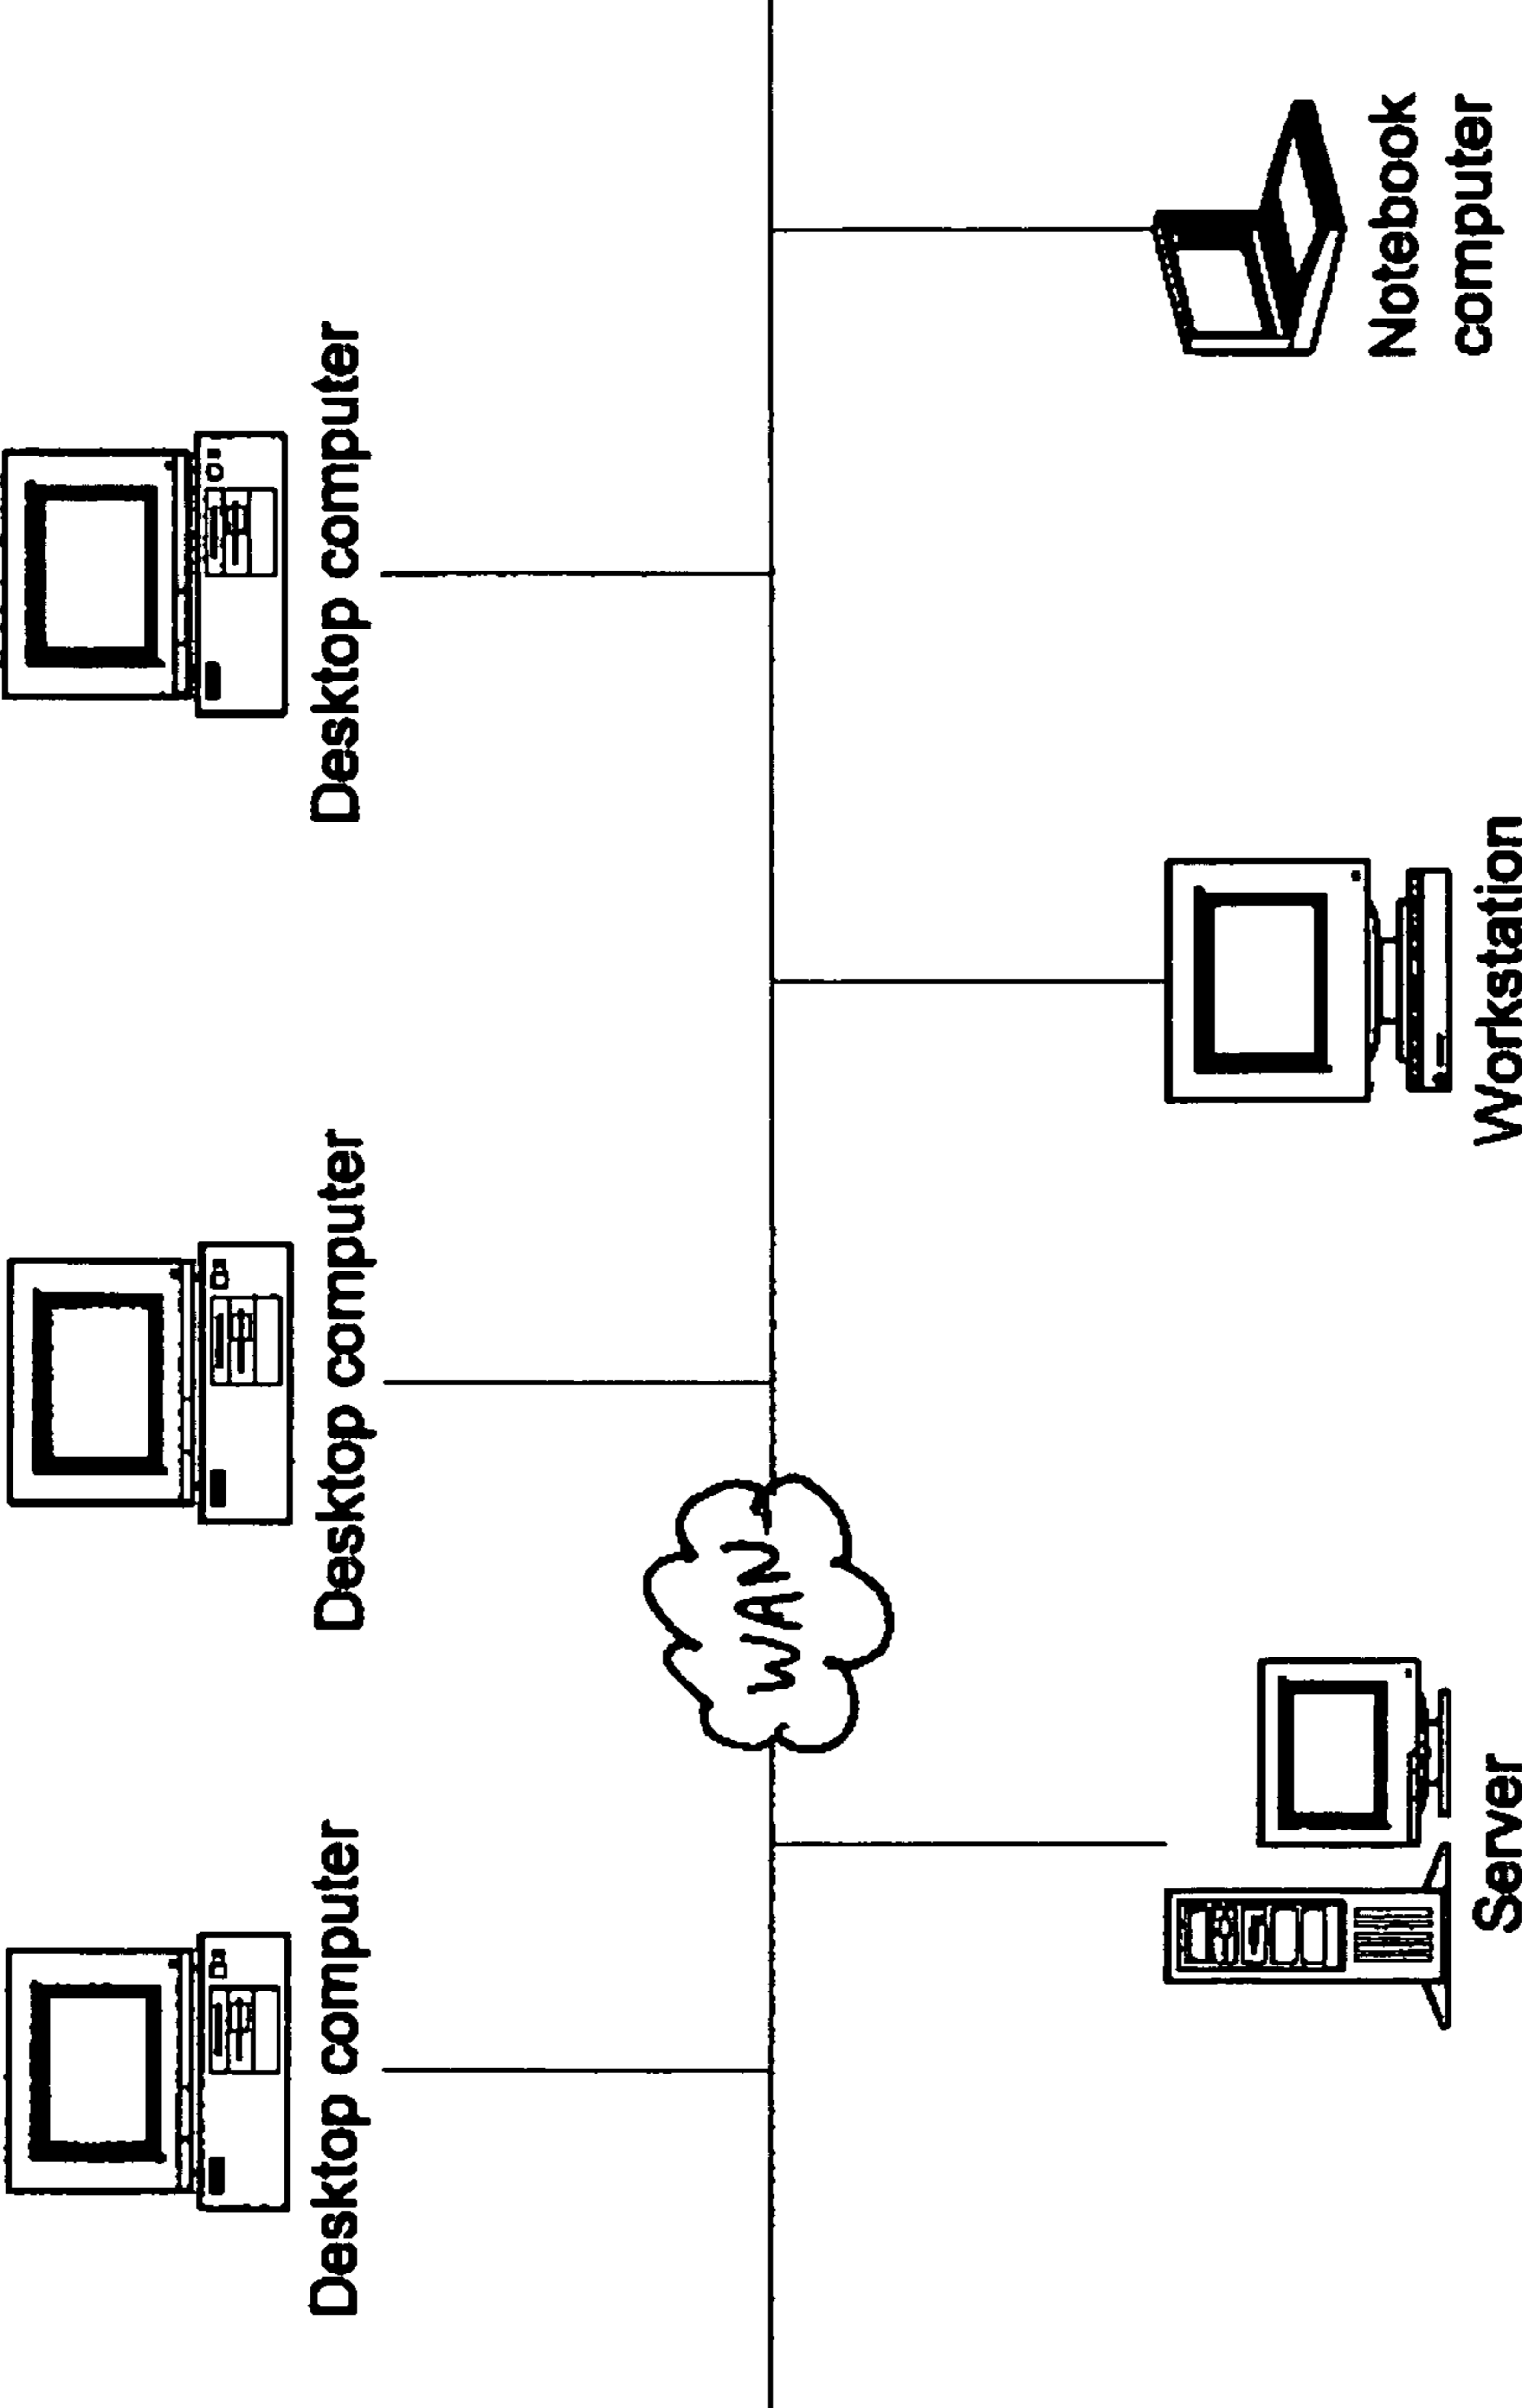 Desktop computer
Desktop computer
Desktop computer
WAN
Server
Workstation
Notebook
computer